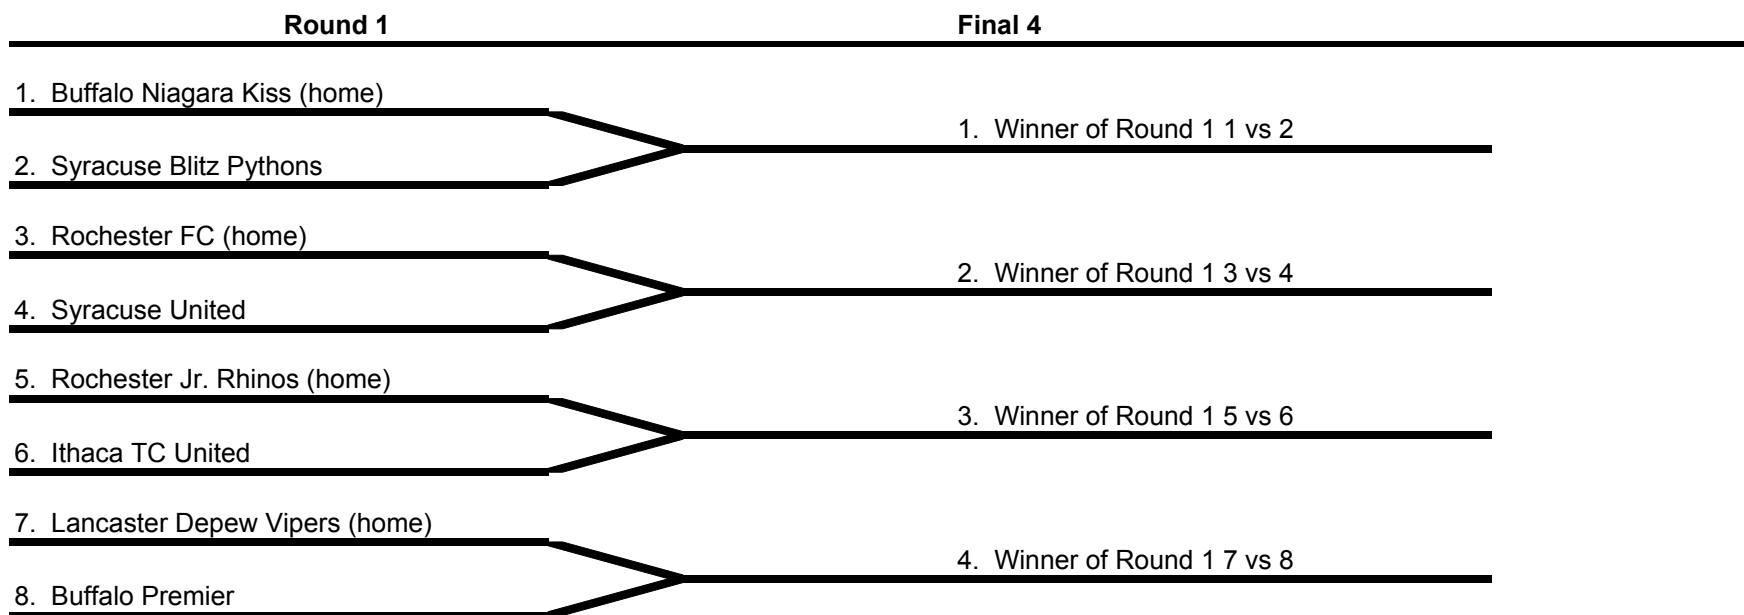 Round 1 Final 4
1. Buffalo Niagara Kiss (home)
1. Winner of Round 1 1 vs 2
2. Syracuse Blitz Pythons
3. Rochester FC (home)
2. Winner of Round 1 3 vs 4
4. Syracuse United
5. Rochester Jr. Rhinos (home)
3. Winner of Round 1 5 vs 6
6. Ithaca TC United
7. Lancaster Depew Vipers (home)
4. Winner of Round 1 7 vs 8
8. Buffalo Premier